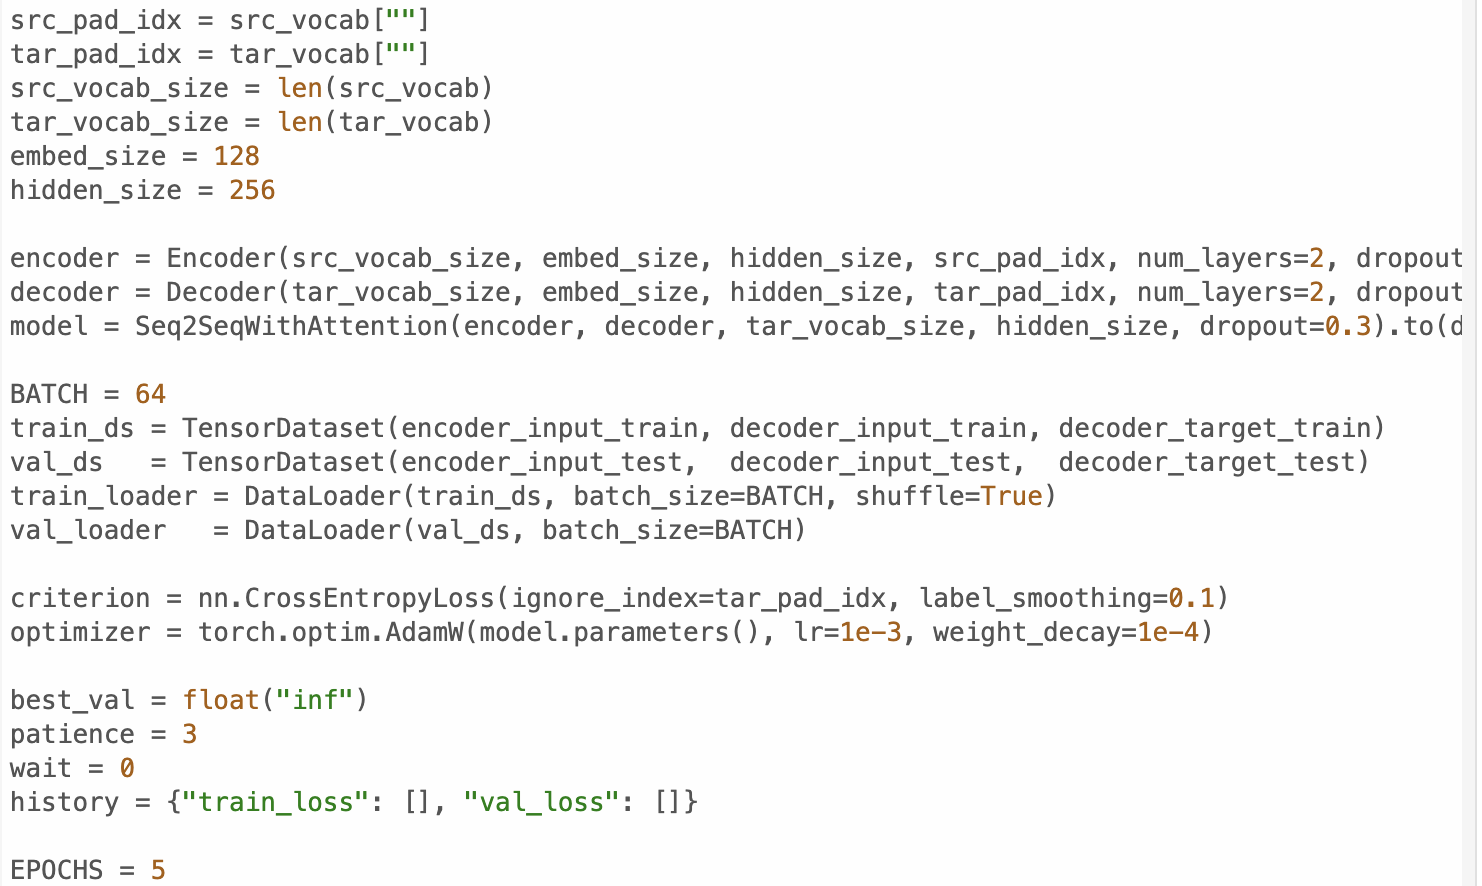 src_pad_idx = src_vocab[""]
tar_pad_idx = tar_vocab[""]
src_vocab_size = len(src_vocab)
tar_vocab_size = len(tar_vocab)
embed_size = 128
hidden_size = 256

encoder = Encoder(src_vocab_size, embed_size, hidden_size, src_pad_idx, num_layers=2, dropout
decoder = Decoder(tar_vocab_size, embed_size, hidden_size, tar_pad_idx, num_layers=2, dropout
model = Seq2SeqWithAttention(encoder, decoder, tar_vocab_size, hidden_size, dropout=0.3).to(d

BATCH = 64
train_ds = TensorDataset(encoder_input_train, decoder_input_train, decoder_target_train)
val_ds   = TensorDataset(encoder_input_test,  decoder_input_test,  decoder_target_test)
train_loader = DataLoader(train_ds, batch_size=BATCH, shuffle=True)
val_loader   = DataLoader(val_ds, batch_size=BATCH)

criterion = nn.CrossEntropyLoss(ignore_index=tar_pad_idx, label_smoothing=0.1)
optimizer = torch.optim.AdamW(model.parameters(), lr=1e-3, weight_decay=1e-4)

best_val = float("inf")
patience = 3
wait = 0
history = {"train_loss": [], "val_loss": []}

EPOCHS = 5